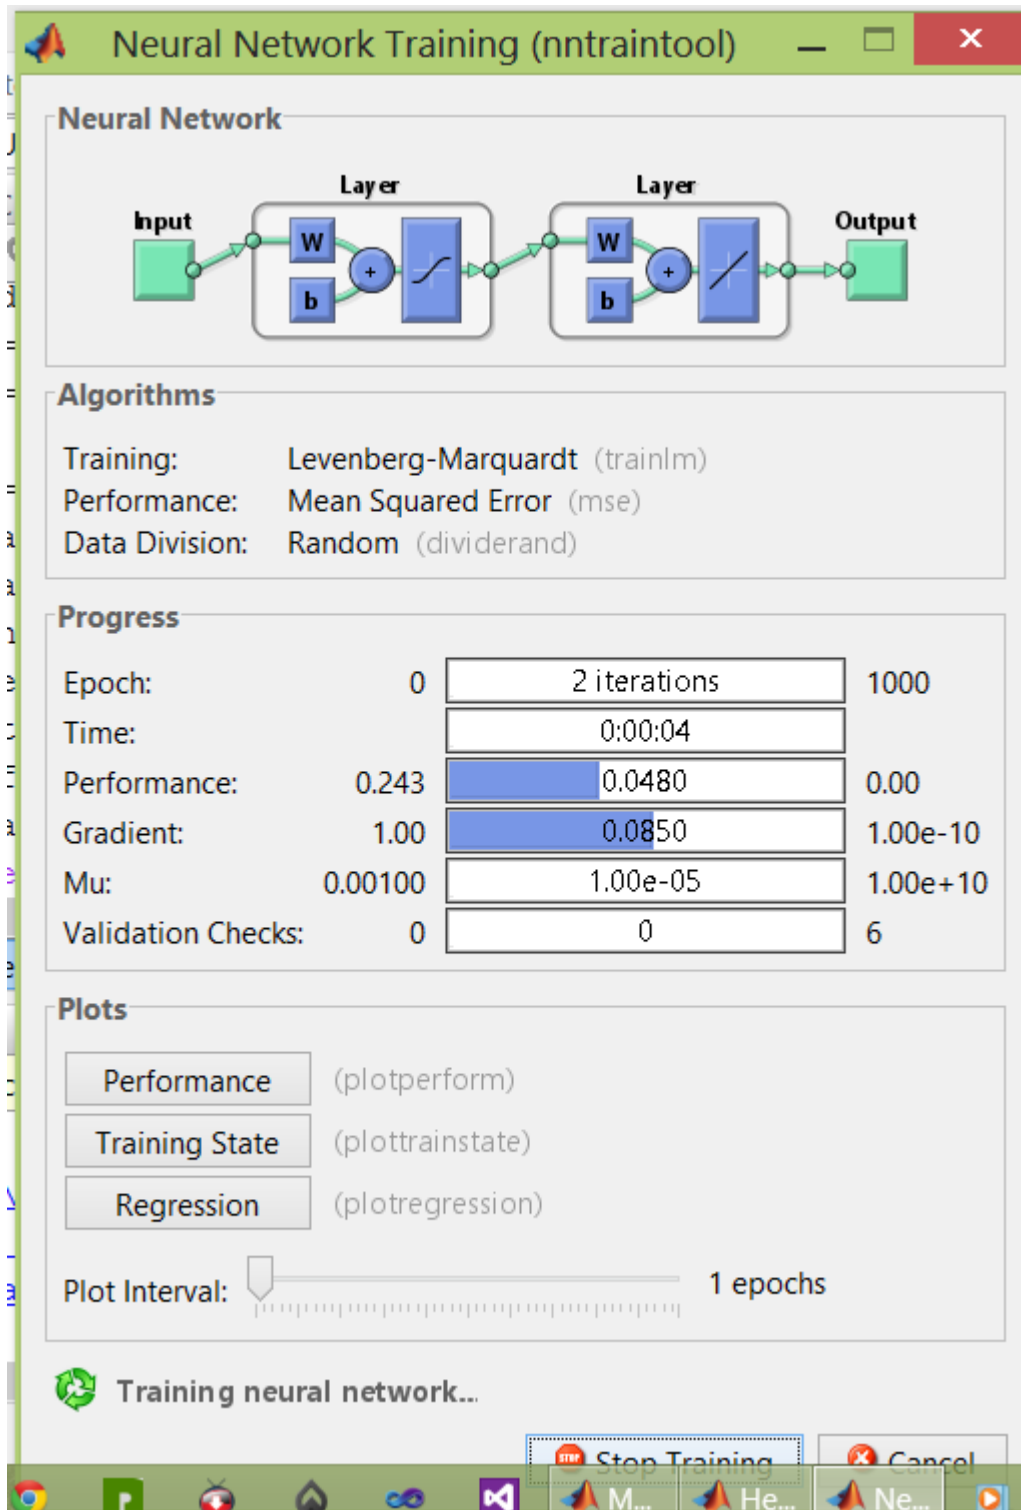 Neural Network Training (nntraintool)
Neural Network
Layer
Layer
Input
Output
W
b
+
W
b
+
Algorithms
Training: Levenberg-Marquardt (trainlm)
Performance: Mean Squared Error (mse)
Data Division: Random (dividerand)
Progress
Epoch: 0 2 iterations 1000
Time: 0:00:04
Performance: 0.243 0.0480 0.00
Gradient: 1.00 0.0850 1.00e-10
Mu: 0.00100 1.00e-05 1.00e+10
Validation Checks: 0 0 6
Plots
Performance (plotperform)
Training State (plottrainstate)
Regression (plotregression)
Plot Interval: 1 epochs
Training neural network...
STOP Stop Training Cancel
M... He... Ne...